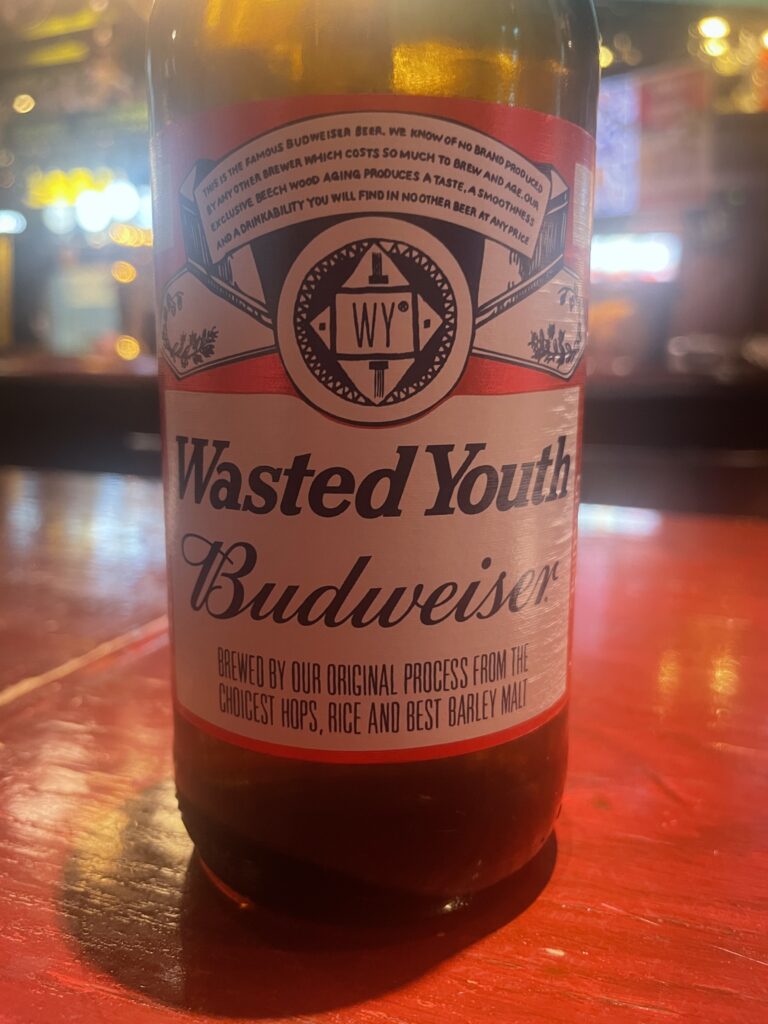 THIS IS THE FAMOUS BUDWEISER BEER. WE KNOW OF NO BRAND PRODUCED
BY ANY OTHER BREWER WHICH COSTS SO MUCH TO BREW AND AGE. OUR
EXCLUSIVE BEECH WOOD AGING PRODUCES A TASTE, A SMOOTHNESS
AND A DRINKABILITY YOU WILL FIND IN NO OTHER BEER AT ANY PRICE
WY®
Wasted Youth
Budweiser
BREWED BY OUR ORIGINAL PROCESS FROM THE
CHOICEST HOPS, RICE AND BEST BARLEY MALT